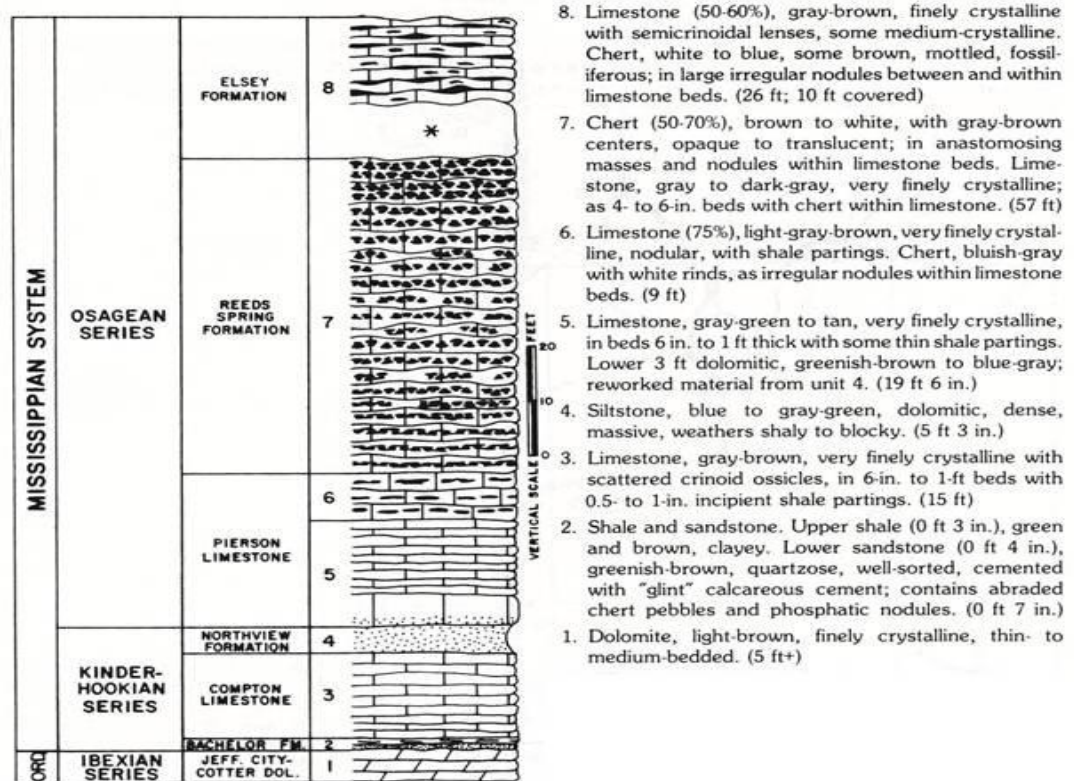 MISSISSIPPIAN SYSTEM
ORD
OSAGEAN
SERIES
KINDER-
HOOKIAN
SERIES
IBEXIAN
SERIES
ELSEY
FORMATION
REEDS
SPRING
FORMATION
PIERSON
LIMESTONE
NORTHVIEW
FORMATION
COMPTON
LIMESTONE
BACHELOR FM.
JEFF. CITY-
COTTER DOL.
8
7
6
5
4
3
2
1
*
VERTICAL SCALE
FEET
20
10
0
8. Limestone (50-60%), gray-brown, finely crystalline
with semicrinoidal lenses, some medium-crystalline.
Chert, white to blue, some brown, mottled, fossil-
iferous; in large irregular nodules between and within
limestone beds. (26 ft; 10 ft covered)
7. Chert (50-70%), brown to white, with gray-brown
centers, opaque to translucent; in anastomosing
masses and nodules within limestone beds. Lime-
stone, gray to dark-gray, very finely crystalline;
as 4- to 6-in. beds with chert within limestone. (57 ft)
6. Limestone (75%), light-gray-brown, very finely crystal-
line, nodular, with shale partings. Chert, bluish-gray
with white rinds, as irregular nodules within limestone
beds. (9 ft)
5. Limestone, gray-green to tan, very finely crystalline,
in beds 6 in. to 1 ft thick with some thin shale partings.
Lower 3 ft dolomitic, greenish-brown to blue-gray;
reworked material from unit 4. (19 ft 6 in.)
4. Siltstone, blue to gray-green, dolomitic, dense,
massive, weathers shaly to blocky. (5 ft 3 in.)
3. Limestone, gray-brown, very finely crystalline with
scattered crinoid ossicles, in 6-in. to 1-ft beds with
0.5- to 1-in. incipient shale partings. (15 ft)
2. Shale and sandstone. Upper shale (0 ft 3 in.), green
and brown, clayey. Lower sandstone (0 ft 4 in.),
greenish-brown, quartzose, well-sorted, cemented
with "glint" calcareous cement; contains abraded
chert pebbles and phosphatic nodules. (0 ft 7 in.)
1. Dolomite, light-brown, finely crystalline, thin- to
medium-bedded. (5 ft+)